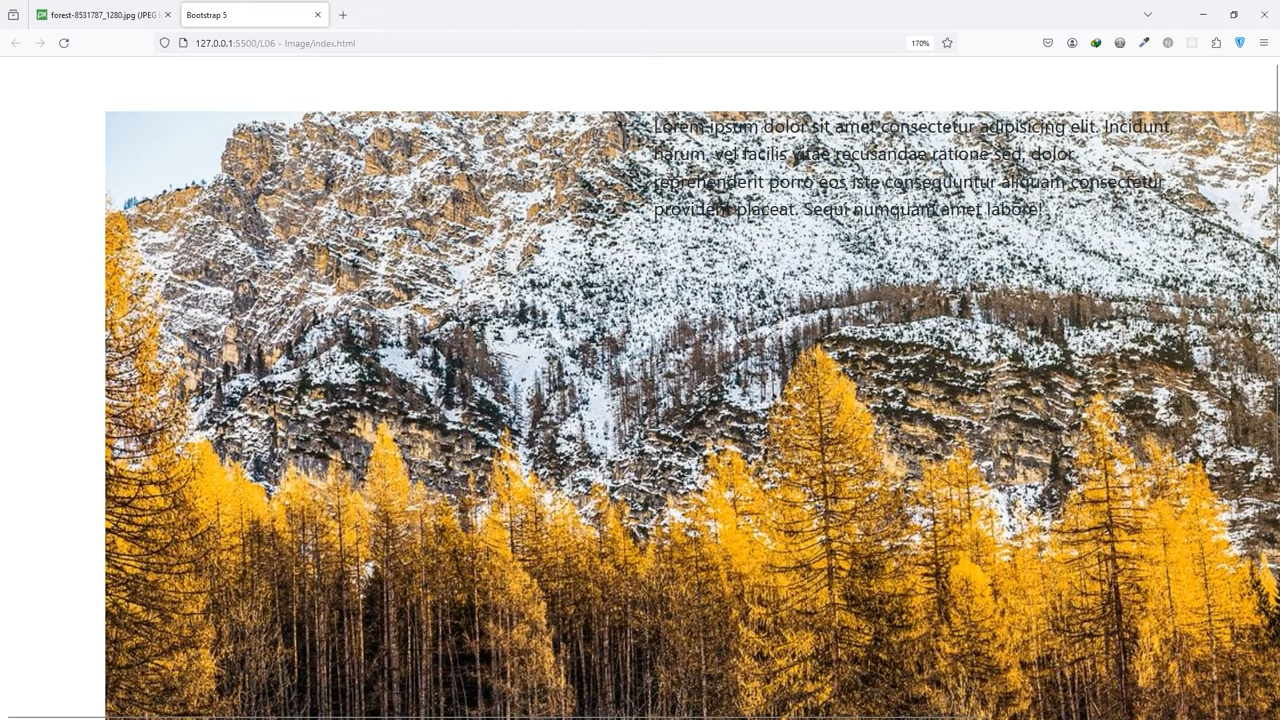 forest-8531787_1280.jpg (JPEG I
Bootstrap 5
127.0.0.1:5500/L06 - Image/index.html
170%
Lorem ipsum dolor sit amet consectetur adipisicing elit. Incidunt,
harum, vel facilis vitae recusandae ratione sed, dolor
reprehenderit porro eos iste consequuntur aliquam consectetur
provident placeat. Sequi numquam amet labore!